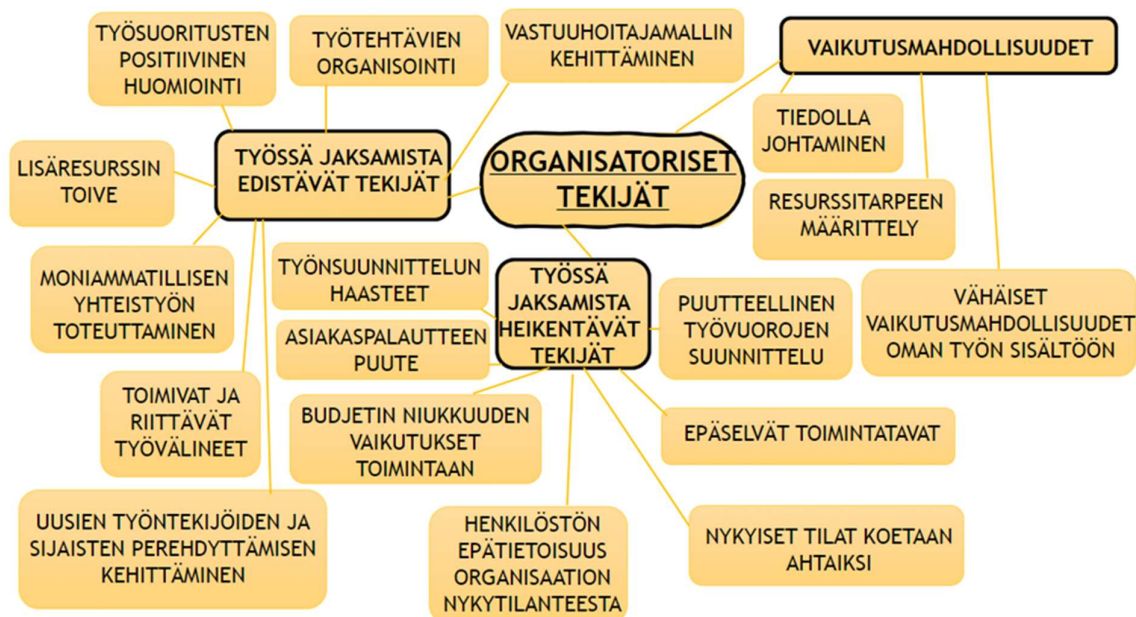 TYÖSUORITUSTEN
POSITIIVINEN
HUOMIOINTI
TYÖTEHTÄVIEN
ORGANISOINTI
VASTUUHOITAJAMALLIN
KEHITTÄMINEN
VAIKUTUSMAHDOLLISUUDET
LISÄRESURSSIN
TOIVE
TYÖSSÄ JAKSAMISTA
EDISTÄVÄT TEKIJÄT
ORGANISATORISET
TEKIJÄT
TIEDOLLA
JOHTAMINEN
RESURSSITARPEEN
MÄÄRITTELY
MONIAMMATILLISEN
YHTEISTYÖN
TOTEUTTAMINEN
TYÖNSUUNNITTELUN
HAASTEET
TYÖSSÄ
JAKSAMISTA
HEIKENTÄVÄT
TEKIJÄT
PUUTTEELLINEN
TYÖVUOROJEN
SUUNNITTELU
VÄHÄISET
VAIKUTUSMAHDOLLISUUDET
OMAN TYÖN SISÄLTÖÖN
ASIAKASPALAUTTEEN
PUUTE
TOIMIVAT JA
RIITTÄVÄT
TYÖVÄLINEET
BUDJETIN NIUKKUUDEN
VAIKUTUKSET
TOIMINTAAN
EPÄSELVÄT TOIMINTATAVAT
UUSIEN TYÖNTEKIJÖIDEN JA
SIJAISTEN PEREHDYTTÄMISEN
KEHITTÄMINEN
HENKILÖSTÖN
EPÄTIETOISUUS
ORGANISAATION
NYKYTILANTEESTA
NYKYISET TILAT KOETAAN
AHTAIKSI